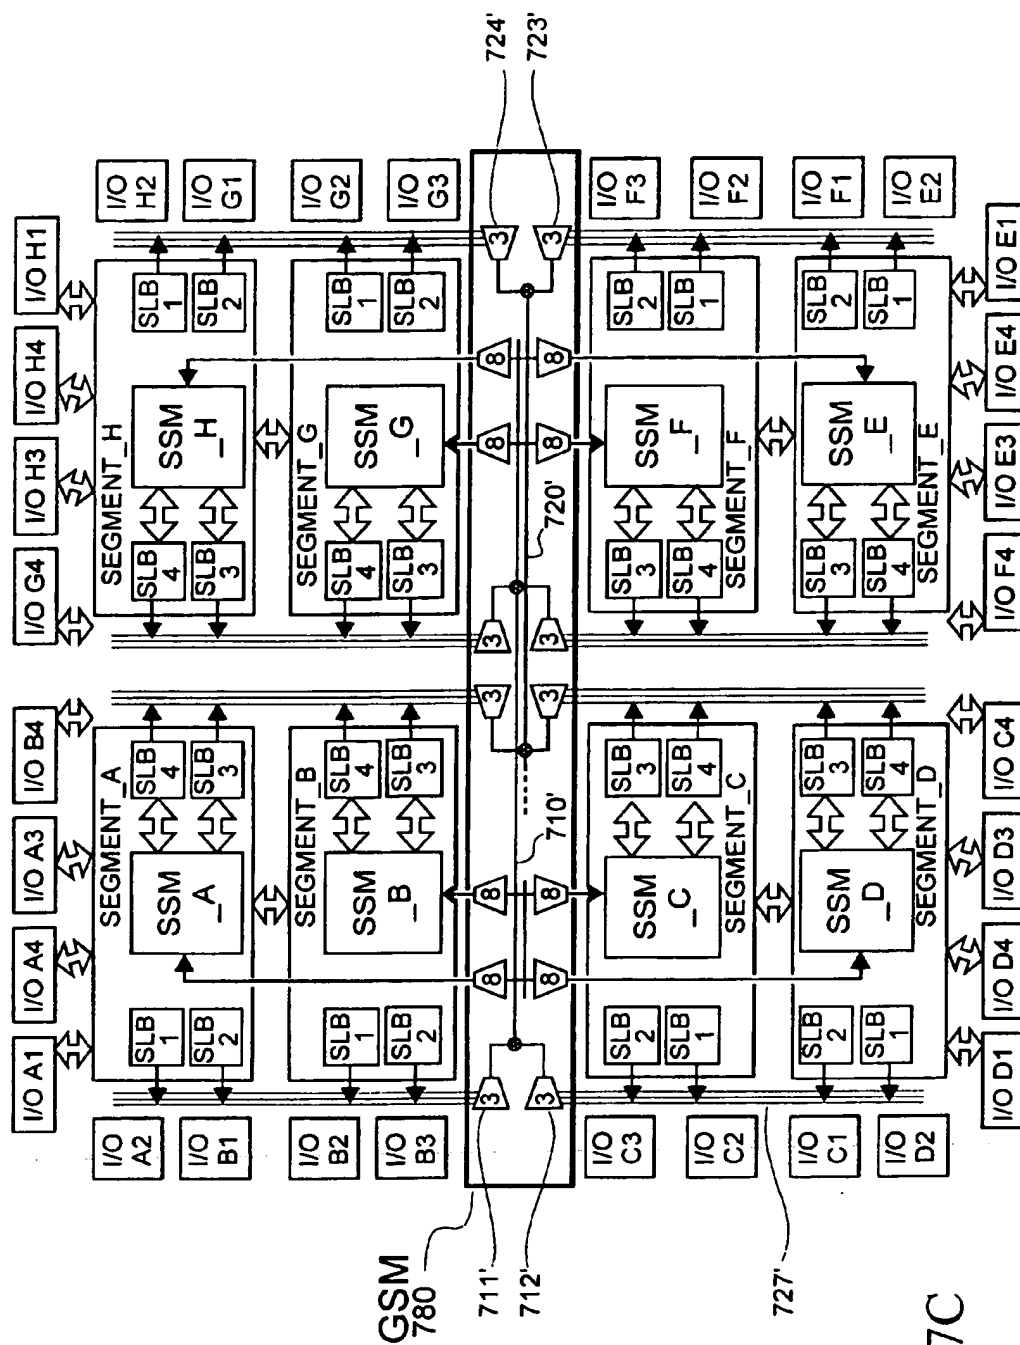 I/O A1
I/O A4
I/O A3
I/O B4
I/O G4
I/O H3
I/O H4
I/O H1
I/O
A2
I/O
B1
I/O
B2
I/O
B3
SEGMENT_A
SLB
1
SLB
2
SSM
_A
SLB
4
SLB
3
SEGMENT_B
SLB
1
SLB
2
SSM
_B
SLB
4
SLB
3
SEGMENT_H
SLB
4
SLB
3
SSM
_H
SLB
1
SLB
2
SEGMENT_G
SLB
4
SLB
3
SSM
_G
SLB
1
SLB
2
I/O
H2
I/O
G1
I/O
G2
I/O
G3
GSM
780
711'
712'
3
3
8
8
8
8
710'
3
3
3
3
720'
8
8
8
8
3
3
724'
723'
I/O
C3
I/O
C2
I/O
C1
I/O
D2
SLB
2
SLB
1
SSM
_C
SLB
3
SLB
4
SEGMENT_C
SLB
2
SLB
1
SSM
_D
SLB
3
SLB
4
SEGMENT_D
SLB
3
SLB
4
SSM
_F
SLB
2
SLB
1
SEGMENT_F
SLB
3
SLB
4
SSM
_E
SLB
2
SLB
1
SEGMENT_E
I/O
F3
I/O
F2
I/O
F1
I/O
E2
727'
I/O D1
I/O D4
I/O D3
I/O C4
I/O F4
I/O E3
I/O E4
I/O E1
7C